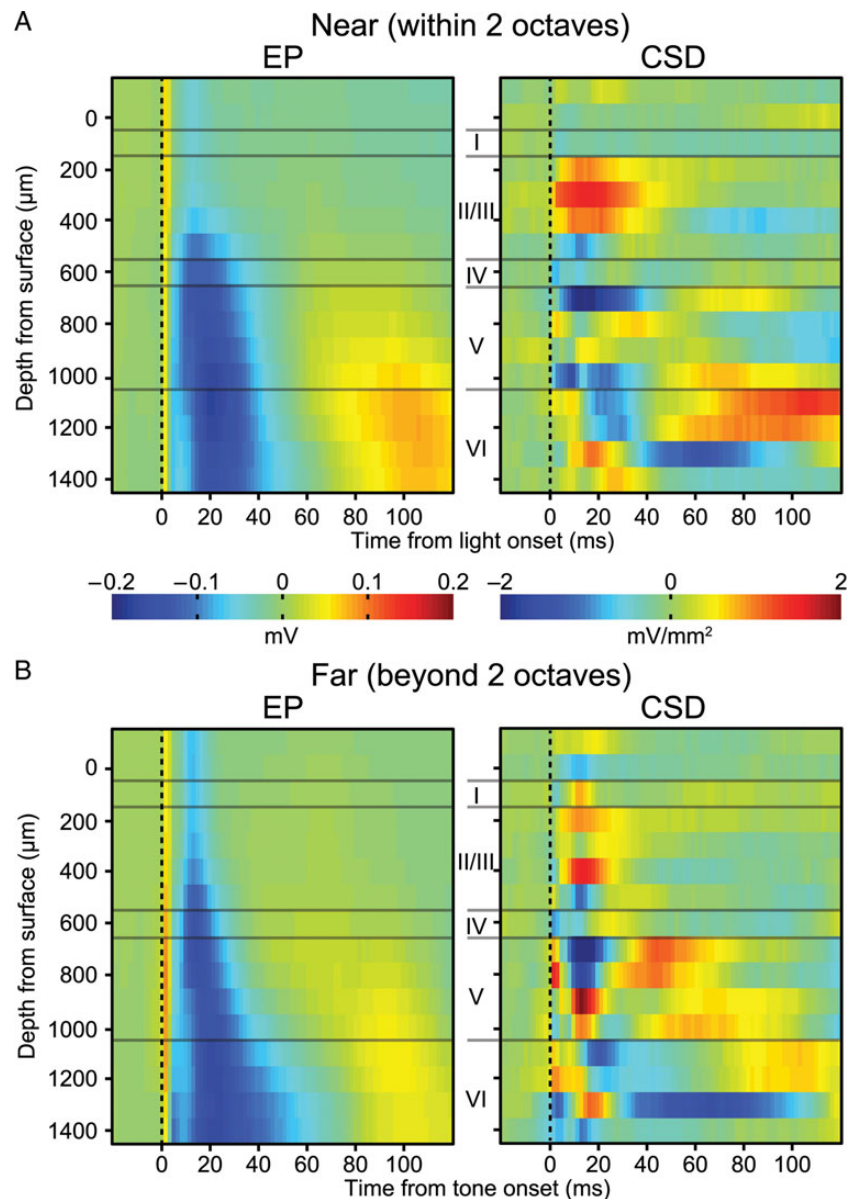 A
Near (within 2 octaves)
EP
CSD
Depth from surface (µm)
0
200
400
600
800
1000
1200
1400
I
II/III
IV
V
VI
0 20 40 60 80 100
0 20 40 60 80 100
Time from light onset (ms)
–0.2 –0.1 0 0.1 0.2
mV
–2 0 2
mV/mm²
B
Far (beyond 2 octaves)
EP
CSD
Depth from surface (µm)
0
200
400
600
800
1000
1200
1400
I
II/III
IV
V
VI
0 20 40 60 80 100
0 20 40 60 80 100
Time from tone onset (ms)